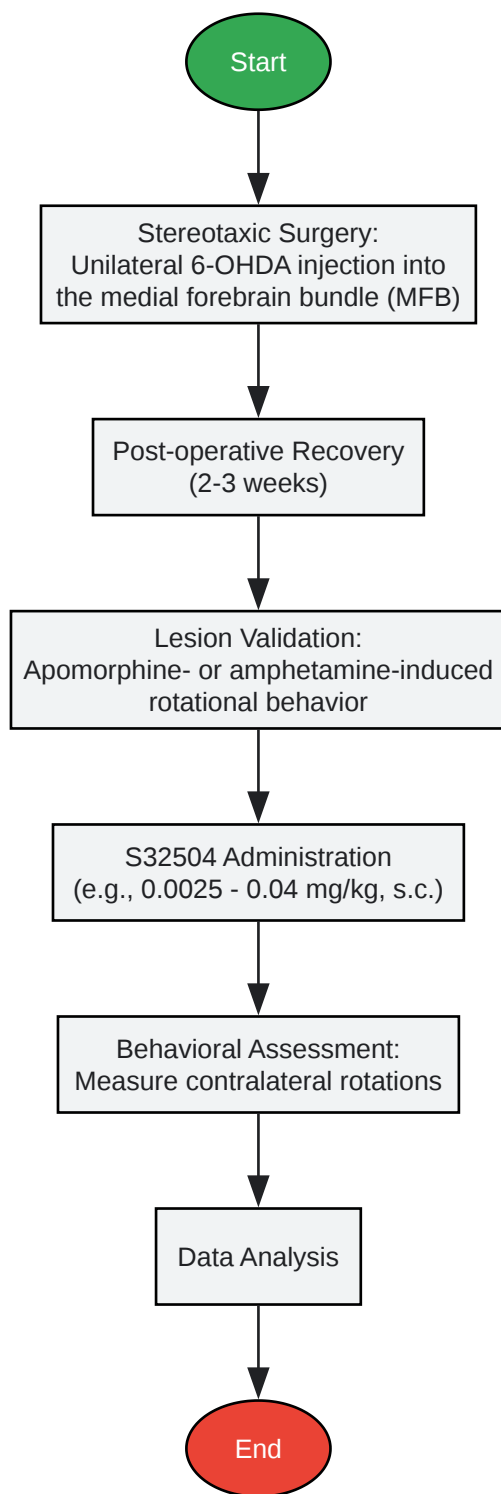 Start
Stereotaxic Surgery:
Unilateral 6-OHDA injection into
the medial forebrain bundle (MFB)
Post-operative Recovery
(2-3 weeks)
Lesion Validation:
Apomorphine- or amphetamine-induced
rotational behavior
S32504 Administration
(e.g., 0.0025 - 0.04 mg/kg, s.c.)
Behavioral Assessment:
Measure contralateral rotations
Data Analysis
End